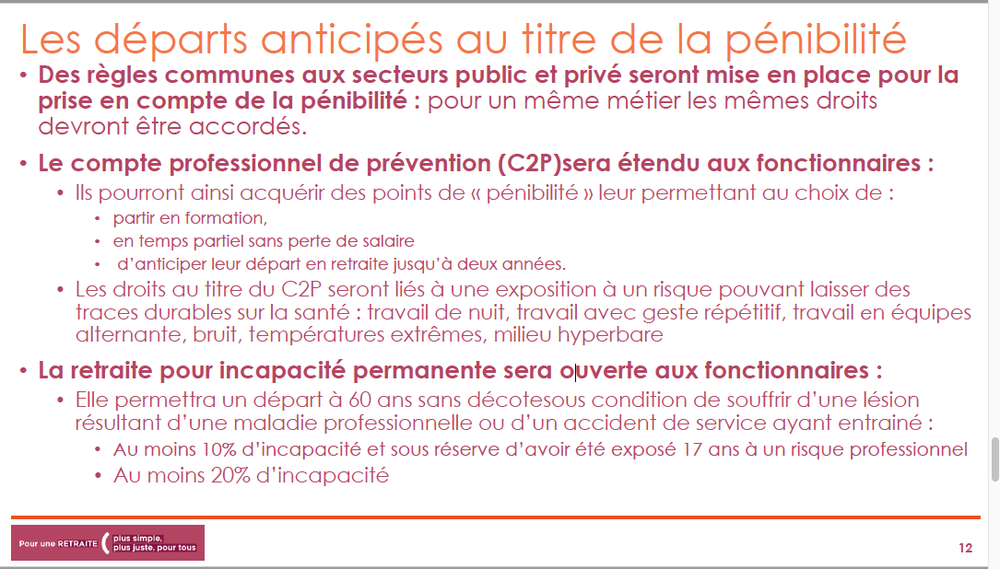 Les départs anticipés au titre de la pénibilité
• Des règles communes aux secteurs public et privé seront mise en place pour la
prise en compte de la pénibilité : pour un même métier les mêmes droits
devront être accordés.
• Le compte professionnel de prévention (C2P)sera étendu aux fonctionnaires :
• Ils pourront ainsi acquérir des points de « pénibilité » leur permettant au choix de :
• partir en formation,
• en temps partiel sans perte de salaire
• d’anticiper leur départ en retraite jusqu’à deux années.
• Les droits au titre du C2P seront liés à une exposition à un risque pouvant laisser des
traces durables sur la santé : travail de nuit, travail avec geste répétitif, travail en équipes
alternante, bruit, températures extrêmes, milieu hyperbare
• La retraite pour incapacité permanente sera ouverte aux fonctionnaires :
• Elle permettra un départ à 60 ans sans décotesous condition de souffrir d’une lésion
résultant d’une maladie professionnelle ou d’un accident de service ayant entrainé :
• Au moins 10% d’incapacité et sous réserve d’avoir été exposé 17 ans à un risque professionnel
• Au moins 20% d’incapacité
Pour une RETRAITE
plus simple,
plus juste, pour tous
12